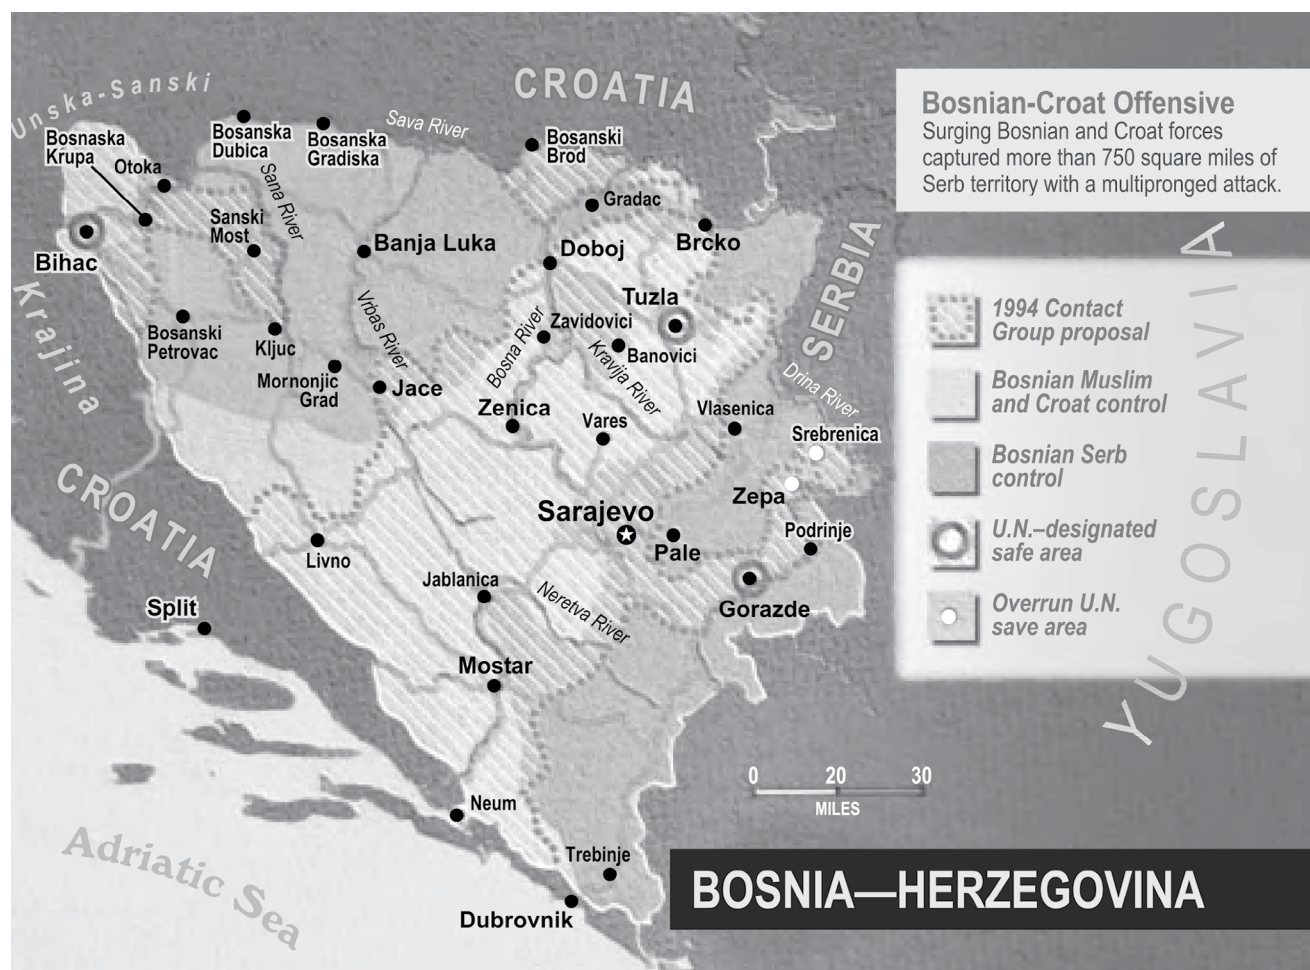 Unska-Sanski
CROATIA
Bosnaska
Krupa
Otoka
Bosanska
Dubica
Bosanska
Gradiska
Sava River
Bosanski
Brod
Sana River
Sanski
Most
Gradac
Bihac
Banja Luka
Doboj
Brcko
SERBIA
Krajina
Bosanski
Petrovac
Kljuc
Vrbas River
Bosna River
Tuzla
Zavidovici
Banovici
Kravija River
Drina River
Mornonjic
Grad
Jace
Zenica
Vares
Vlasenica
Srebrenica
CROATIA
Sarajevo
Zepa
Pale
Podrinje
Livno
Jablanica
Neretva River
Gorazde
Split
Mostar
Neum
Trebinje
Dubrovnik
Adriatic Sea
Bosnian-Croat Offensive
Surging Bosnian and Croat forces
captured more than 750 square miles of
Serb territory with a multipronged attack.
1994 Contact
Group proposal
Bosnian Muslim
and Croat control
Bosnian Serb
control
U.N.–designated
safe area
Overrun U.N.
save area
YUGOSLAVIA
0 20 30
MILES
BOSNIA—HERZEGOVINA